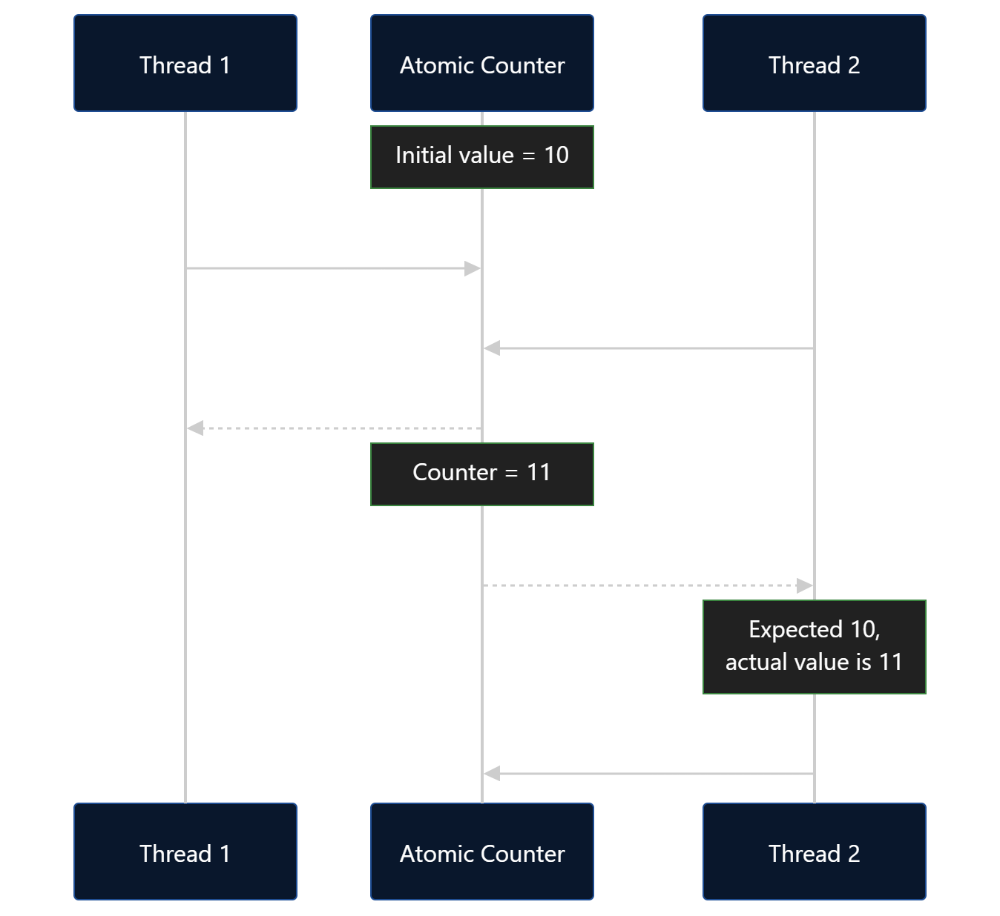 Thread 1
Atomic Counter
Thread 2
Initial value = 10
Counter = 11
Expected 10,
actual value is 11
Thread 1
Atomic Counter
Thread 2